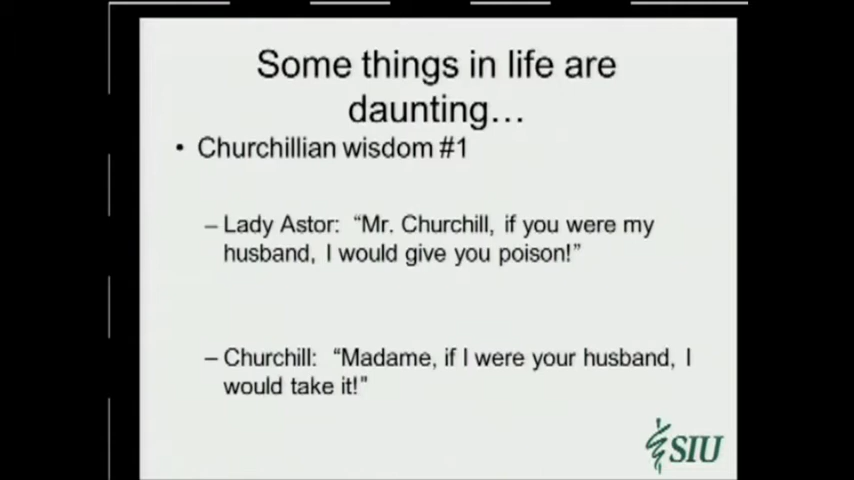 Some things in life are
daunting...
• Churchillian wisdom #1
– Lady Astor: “Mr. Churchill, if you were my
husband, I would give you poison!”
– Churchill: “Madame, if I were your husband, I
would take it!”
SIU